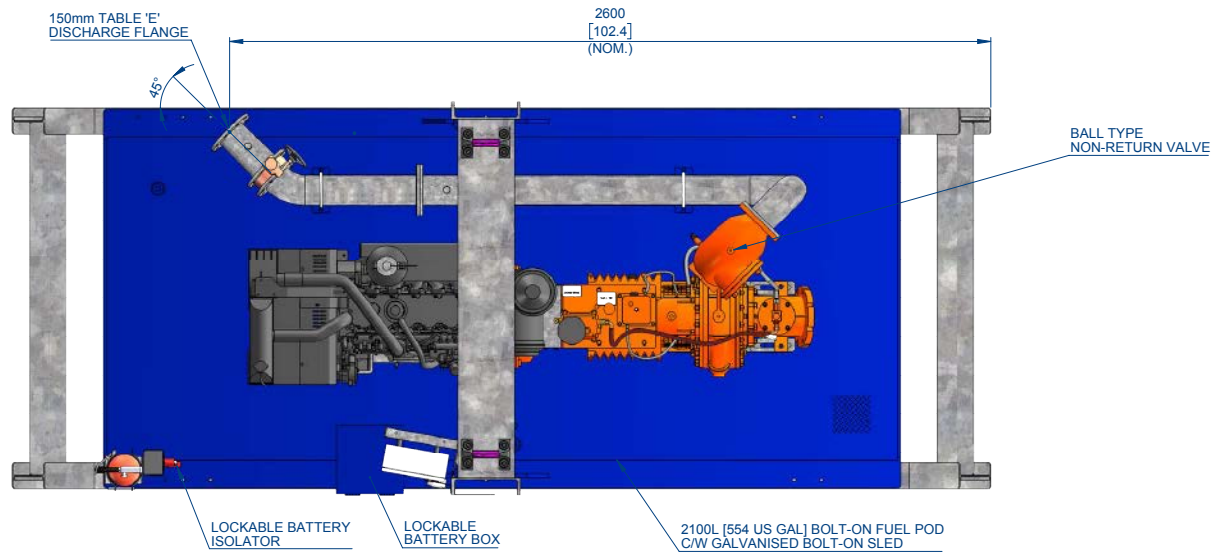 150mm TABLE 'E'
DISCHARGE FLANGE
2600
[102.4]
(NOM.)
45°
BALL TYPE
NON-RETURN VALVE
LOCKABLE BATTERY
ISOLATOR
LOCKABLE
BATTERY BOX
2100L [554 US GAL] BOLT-ON FUEL POD
C/W GALVANISED BOLT-ON SLED